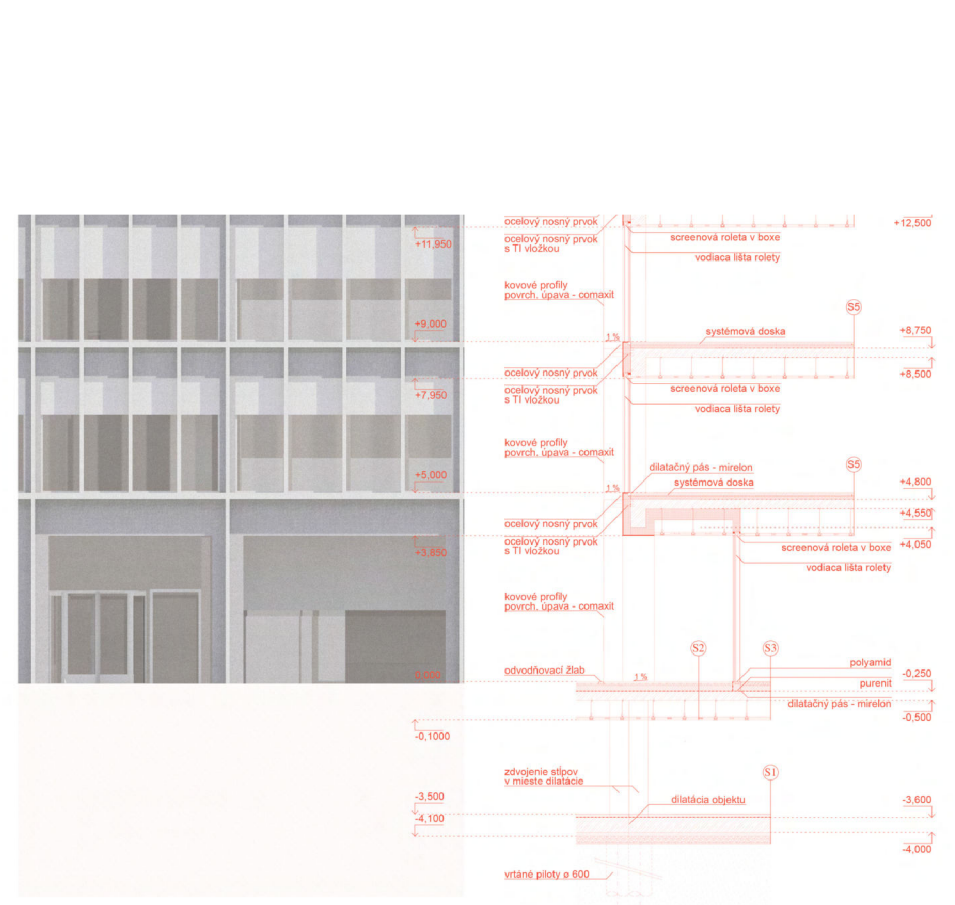 ocelový nosný prvok
+12,500
+11,950
ocelový nosný prvok
s TI vložkou
screenová roleta v boxe
vodiaca lišta rolety
kovové profily
povrch. úpava - comaxit
S5
+9,000
1 %
systémová doska
+8,750
ocelový nosný prvok
+8,500
+7,950
ocelový nosný prvok
s TI vložkou
screenová roleta v boxe
vodiaca lišta rolety
kovové profily
povrch. úpava - comaxit
dilatačný pás - mirelon
S5
+5,000
1 %
systémová doska
+4,800
ocelový nosný prvok
+4,550
+3,850
ocelový nosný prvok
s TI vložkou
screenová roleta v boxe
+4,050
vodiaca lišta rolety
kovové profily
povrch. úpava - comaxit
S2
S3
polyamid
0,000
odvodňovací žlab
1 %
-0,250
purenit
dilatačný pás - mirelon
-0,500
-0,1000
zdvojenie stĺpov
v mieste dilatácie
S1
-3,500
dilatácia objektu
-3,600
-4,100
-4,000
vrtáné piloty ø 600